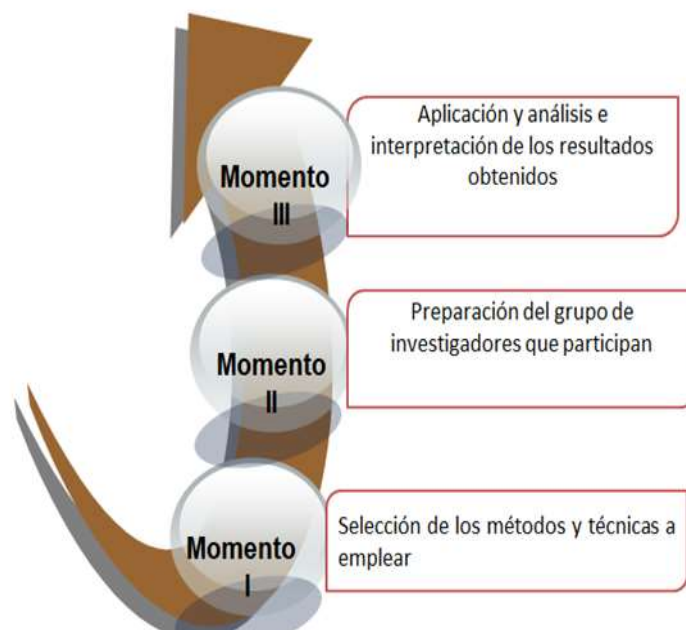 Momento
III
Aplicación y análisis e
interpretación de los resultados
obtenidos
Momento
II
Preparación del grupo de
investigadores que participan
Momento
I
Selección de los métodos y técnicas a
emplear